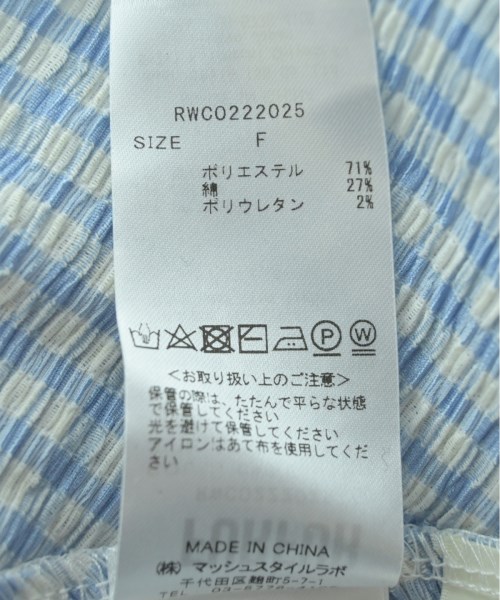 RWCO222025
SIZE F
ポリエステル 71%
綿 27%
ポリウレタン 2%
P W
<お取り扱い上のご注意>
保管の際は、たたんで平らな状態
で保管してください
光を避けて保管してください
アイロンはあて布を使用してくだ
さい
MADE IN CHINA
(株)マッシュスタイルラボ
千代田区麹町5-7-1